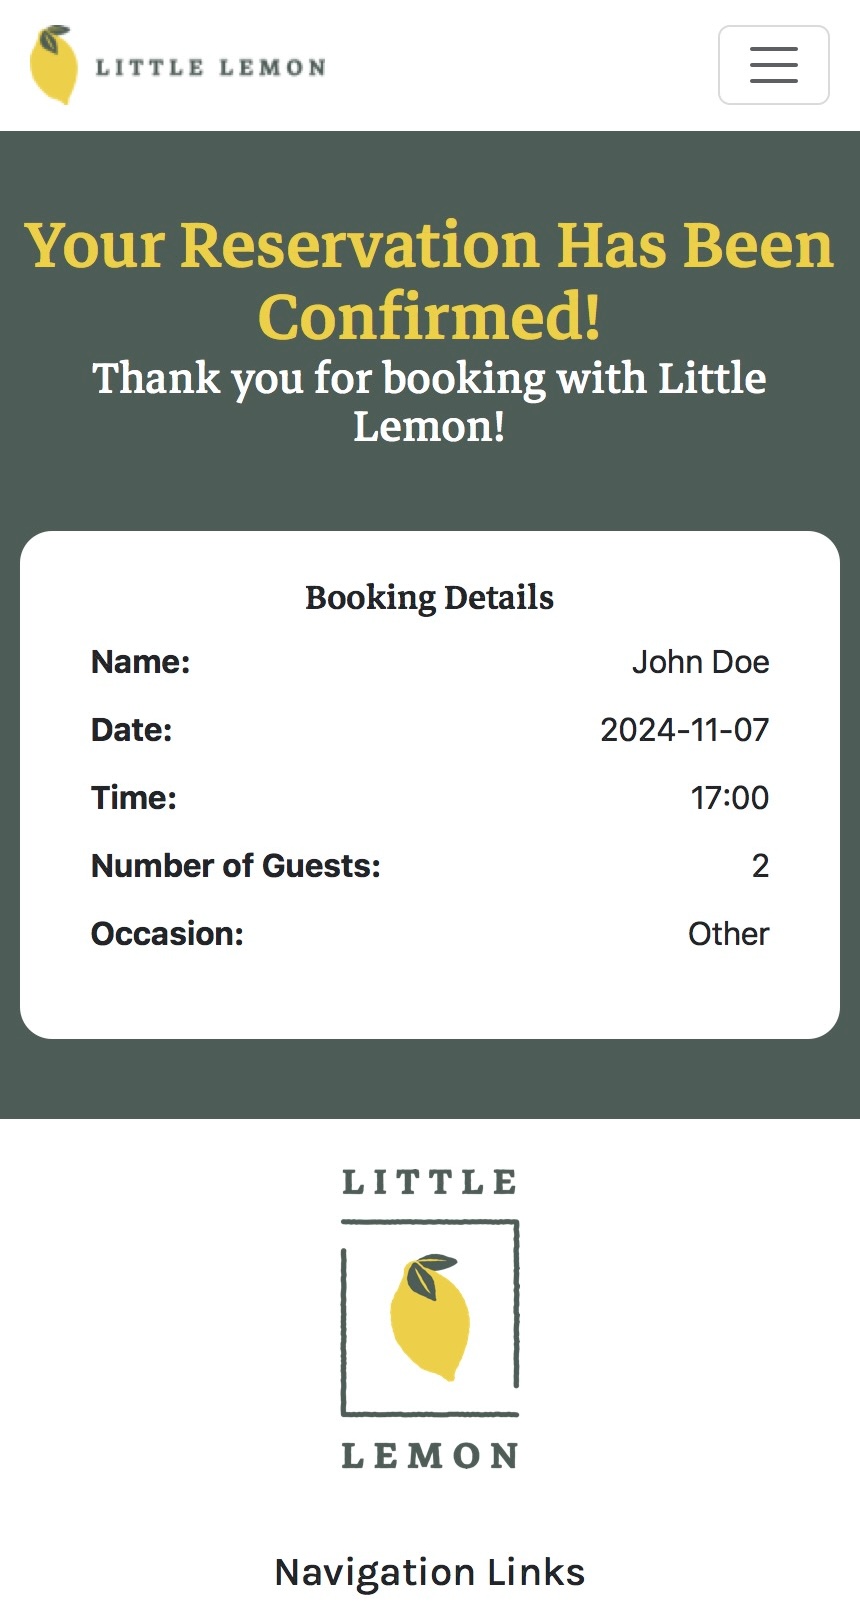 LITTLE LEMON
Your Reservation Has Been
Confirmed!
Thank you for booking with Little
Lemon!
Booking Details
Name: John Doe
Date: 2024-11-07
Time: 17:00
Number of Guests: 2
Occasion: Other
LITTLE
LEMON
Navigation Links